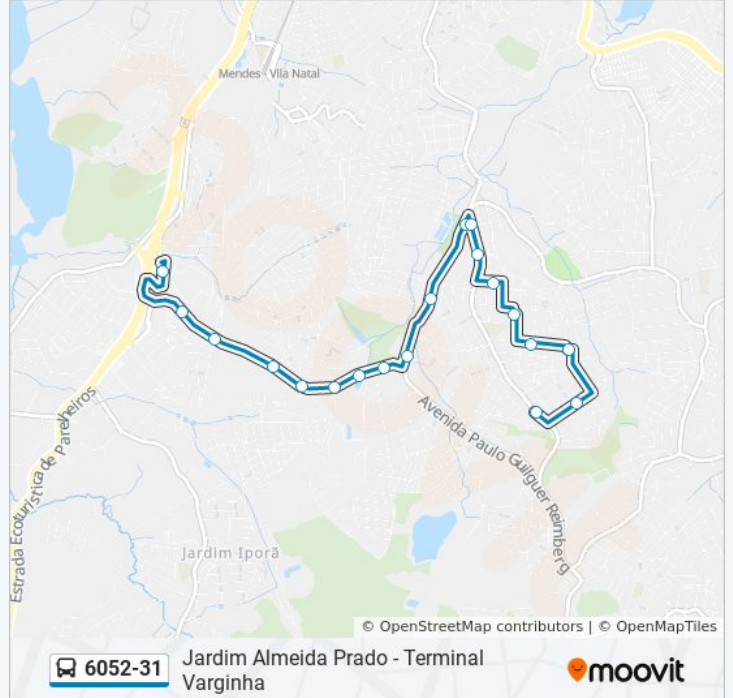 Mendes - Vila Natal
Avenida Paulo Guilguer Reimberg
Estrada Ecoturística de Parelheiros
Jardim Iporã
© OpenStreetMap contributors | © OpenMapTiles
6052-31
Jardim Almeida Prado - Terminal
Varginha
moovit